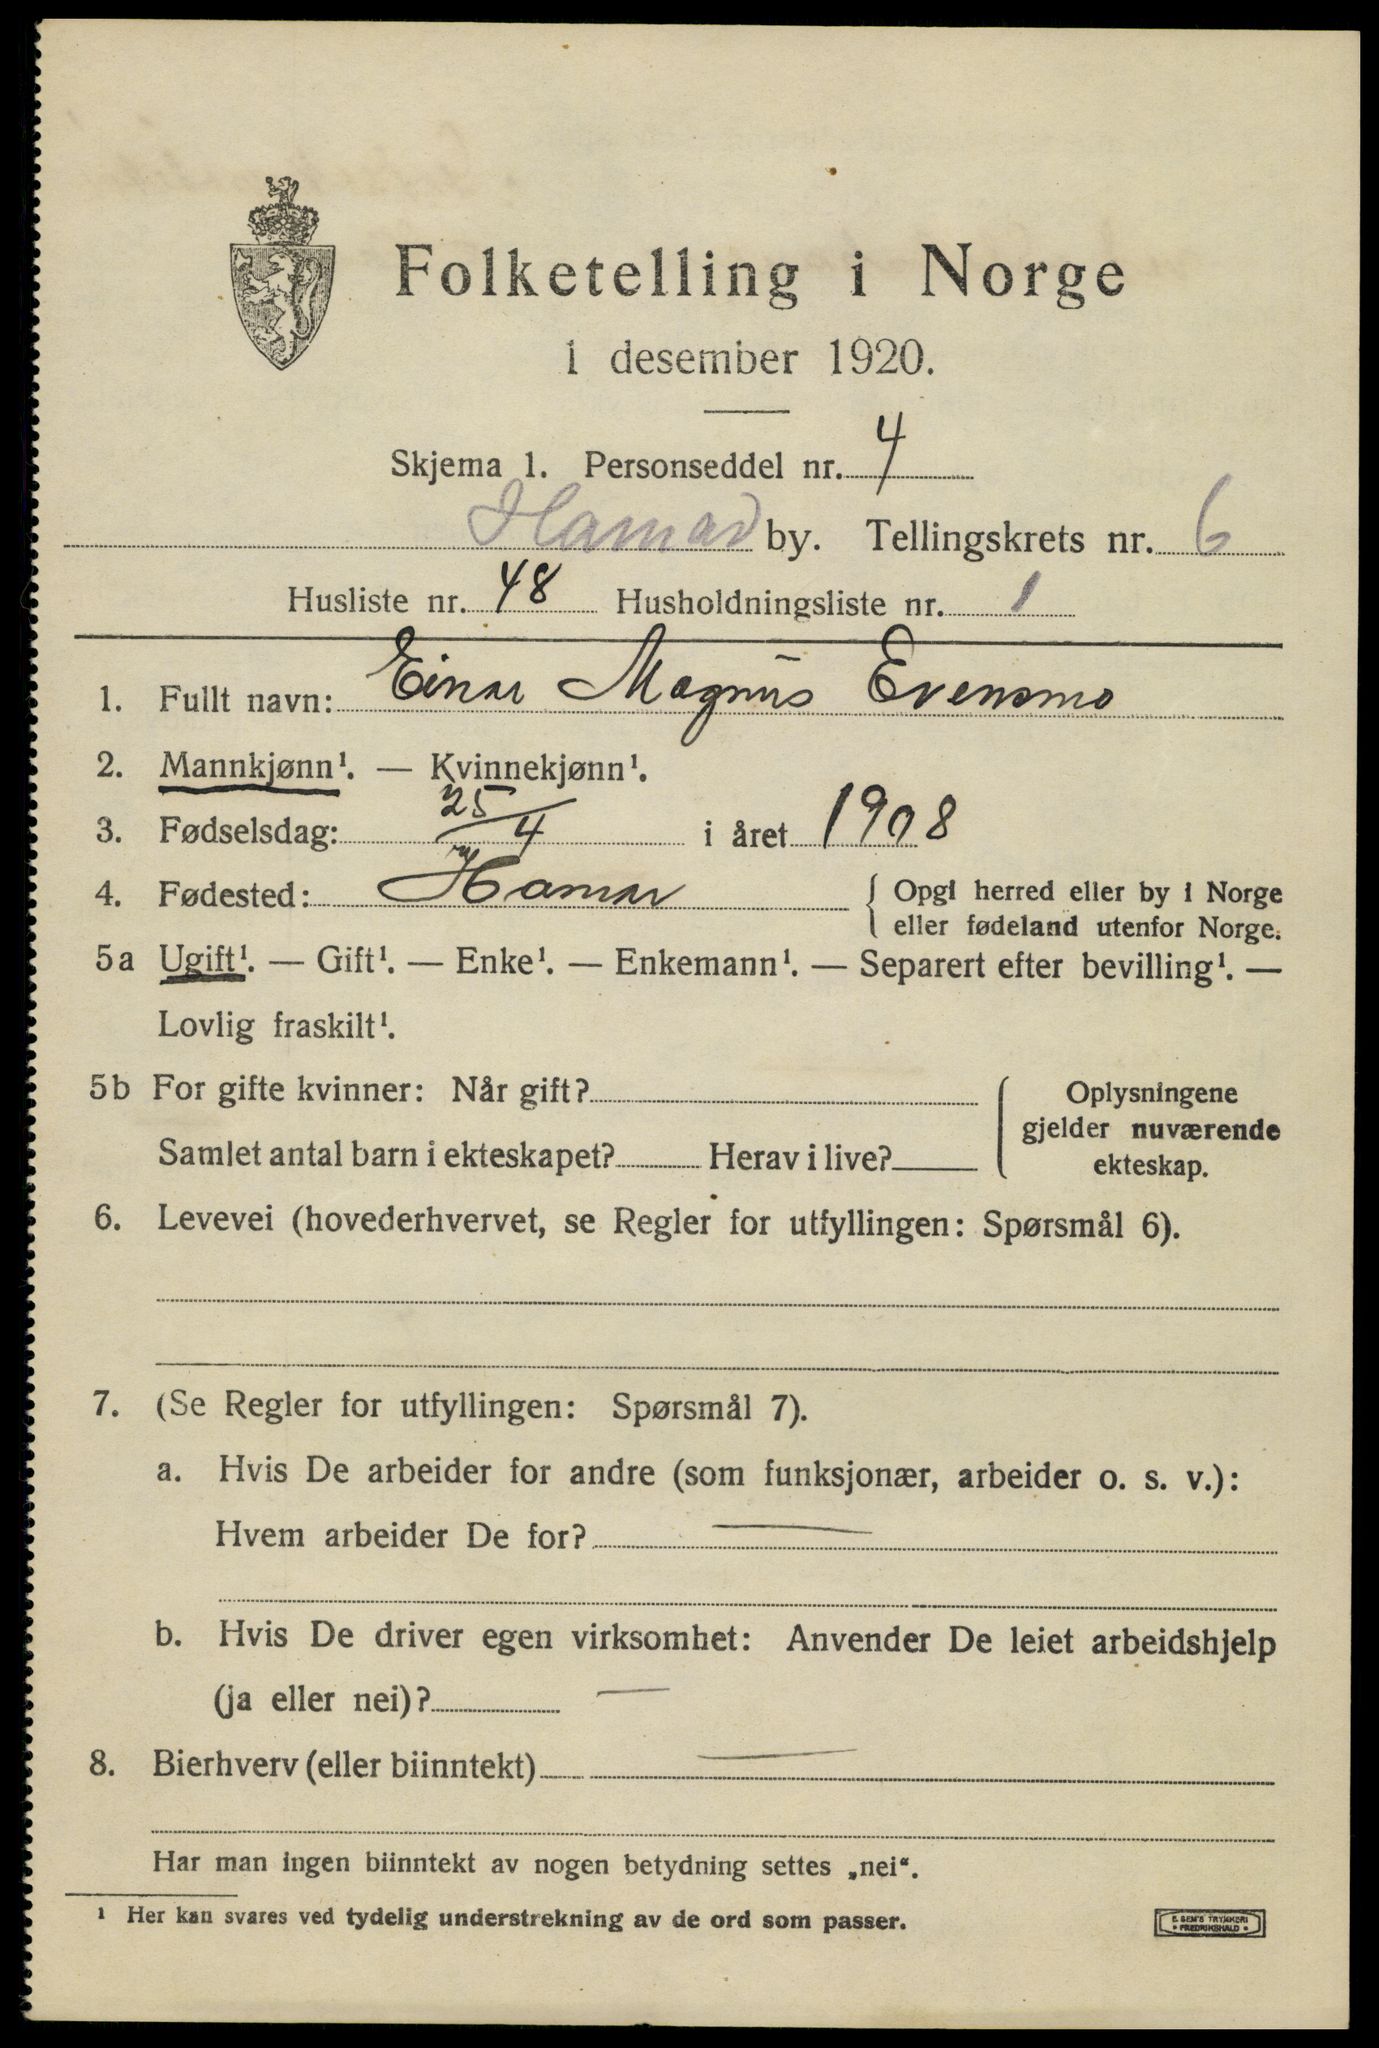 Folketelling i Norge
1 desember 1920.
Skjema 1. Personseddel nr. 4
Hamar by. Tellingskrets nr. 6
Husliste nr. 48 Husholdningsliste nr. 1
1. Fullt navn: Einar Magnus Evensmo
2. Mannkjønn¹. — Kvinnekjønn¹.
3. Fødselsdag: 25/4 i året 1908
4. Fødested: Hamar { Opgi herred eller by i Norge
eller fødeland utenfor Norge.
5a Ugift¹. — Gift¹. — Enke¹. — Enkemann¹. — Separert efter bevilling¹. —
Lovlig fraskilt¹.
5b For gifte kvinner: Når gift? { Oplysningene
gjelder nuværende
Samlet antal barn i ekteskapet? Herav i live? ekteskap.
6. Levevei (hovederhvervet, se Regler for utfyllingen: Spørsmål 6).
7. (Se Regler for utfyllingen: Spørsmål 7).
a. Hvis De arbeider for andre (som funksjonær, arbeider o. s. v.):
Hvem arbeider De for? —
b. Hvis De driver egen virksomhet: Anvender De leiet arbeidshjelp
(ja eller nei)? —
8. Bierhverv (eller biinntekt) —
Har man ingen biinntekt av nogen betydning settes „nei".
¹ Her kan svares ved tydelig understrekning av de ord som passer.
E. SEM'S TRYKKERI
• FREDRIKSHALD •